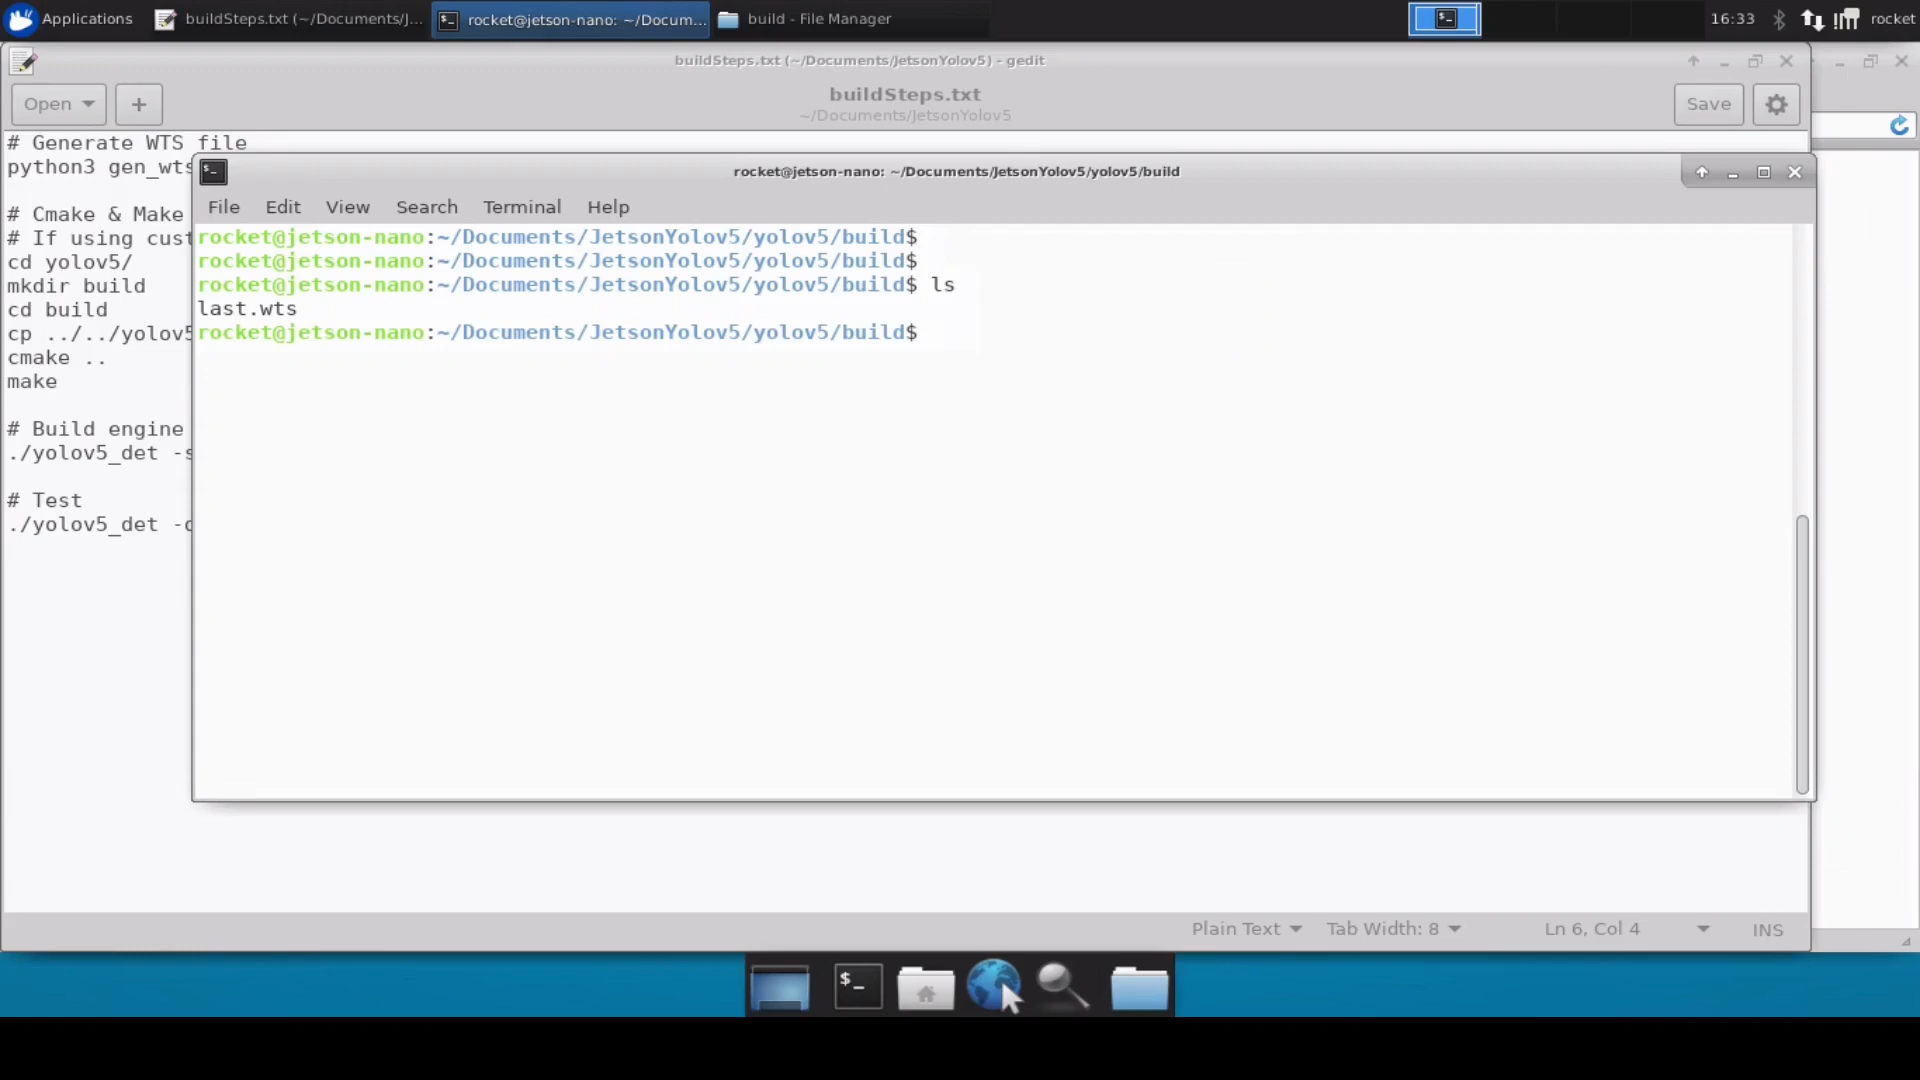 Applications
buildSteps.txt (~/Documents/J...
rocket@jetson-nano: ~/Docum...
build - File Manager
16:33
rocket
buildSteps.txt (~/Documents/JetsonYolov5) - gedit
Open
+
buildSteps.txt
~/Documents/JetsonYolov5
Save
# Generate WTS file
python3 gen_wts
# Cmake & Make
# If using cust
cd yolov5/
mkdir build
cd build
cp ../../yolov5
cmake ..
make
# Build engine
./yolov5_det -s
# Test
./yolov5_det -d
rocket@jetson-nano: ~/Documents/JetsonYolov5/yolov5/build
File Edit View Search Terminal Help
rocket@jetson-nano:~/Documents/JetsonYolov5/yolov5/build$
rocket@jetson-nano:~/Documents/JetsonYolov5/yolov5/build$
rocket@jetson-nano:~/Documents/JetsonYolov5/yolov5/build$ ls
last.wts
rocket@jetson-nano:~/Documents/JetsonYolov5/yolov5/build$
Plain Text Tab Width: 8 Ln 6, Col 4 INS
$_